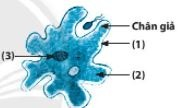 Chân giả
(1)
(3)
(2)